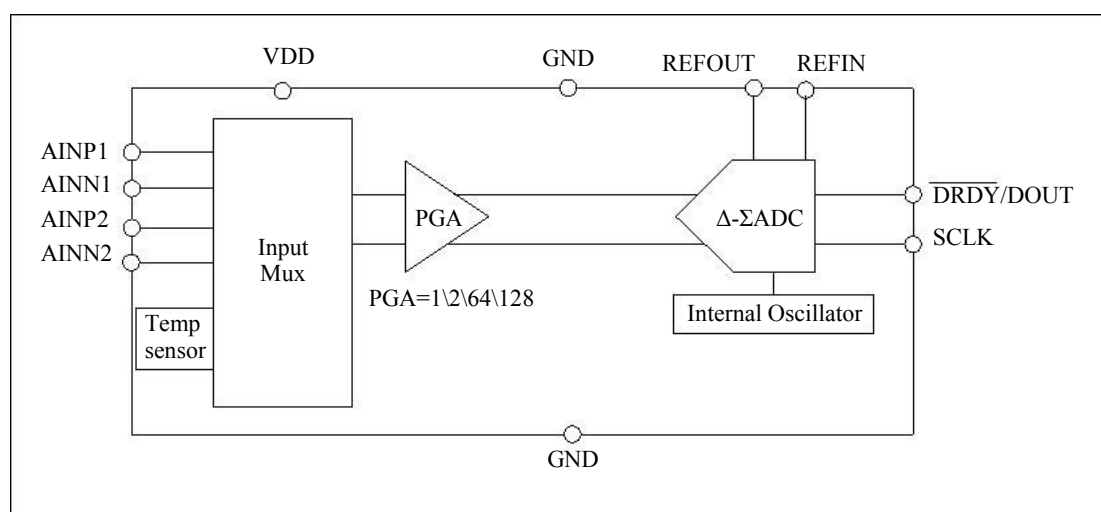 VDD
GND
REFOUT
REFIN
AINP1
AINN1
AINP2
AINN2
Input
Mux
PGA
Δ-ΣADC
DRDY/DOUT
SCLK
PGA=1\2\64\128
Internal Oscillator
Temp
sensor
GND